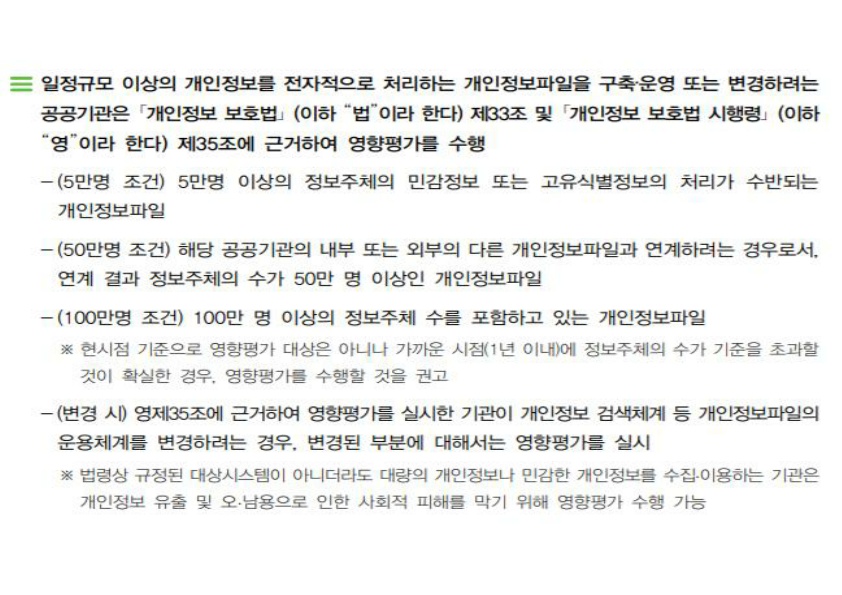 일정규모 이상의 개인정보를 전자적으로 처리하는 개인정보파일을 구축·운영 또는 변경하려는
공공기관은 「개인정보 보호법」(이하 “법”이라 한다) 제33조 및 「개인정보 보호법 시행령」(이하
“영”이라 한다) 제35조에 근거하여 영향평가를 수행
– (5만명 조건) 5만명 이상의 정보주체의 민감정보 또는 고유식별정보의 처리가 수반되는
개인정보파일
– (50만명 조건) 해당 공공기관의 내부 또는 외부의 다른 개인정보파일과 연계하려는 경우로서,
연계 결과 정보주체의 수가 50만 명 이상인 개인정보파일
– (100만명 조건) 100만 명 이상의 정보주체 수를 포함하고 있는 개인정보파일
※ 현시점 기준으로 영향평가 대상은 아니나 가까운 시점(1년 이내)에 정보주체의 수가 기준을 초과할
것이 확실한 경우, 영향평가를 수행할 것을 권고
– (변경 시) 영제35조에 근거하여 영향평가를 실시한 기관이 개인정보 검색체계 등 개인정보파일의
운용체계를 변경하려는 경우, 변경된 부분에 대해서는 영향평가를 실시
※ 법령상 규정된 대상시스템이 아니더라도 대량의 개인정보나 민감한 개인정보를 수집·이용하는 기관은
개인정보 유출 및 오·남용으로 인한 사회적 피해를 막기 위해 영향평가 수행 가능